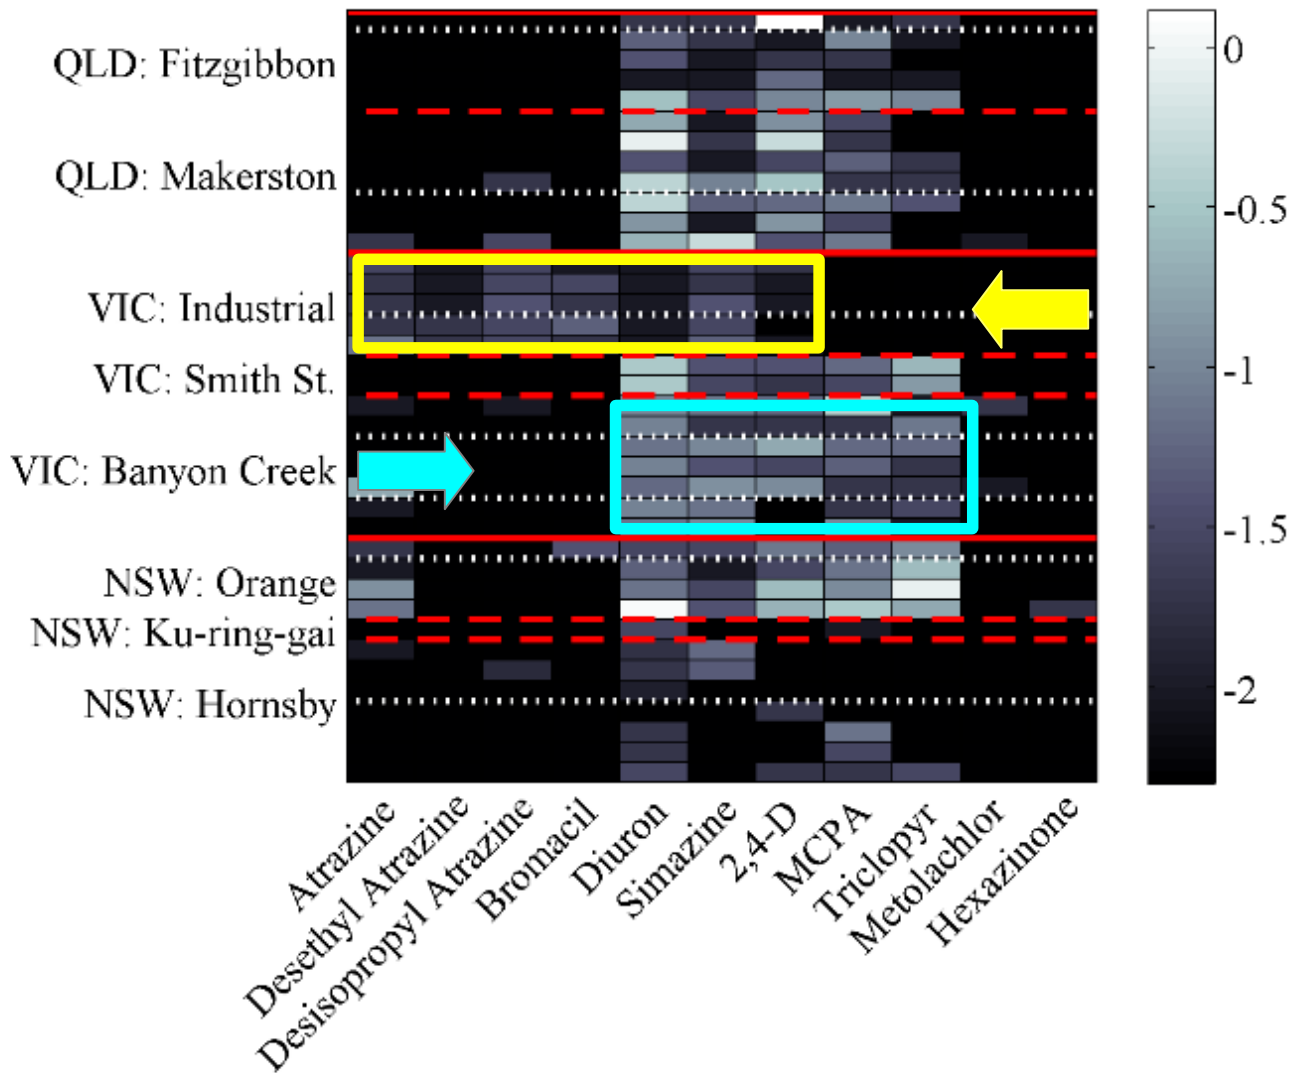 QLD: Fitzgibbon
QLD: Makerston
VIC: Industrial
VIC: Smith St.
VIC: Banyon Creek
NSW: Orange
NSW: Ku-ring-gai
NSW: Hornsby
Atrazine
Desethyl Atrazine
Desisopropyl Atrazine
Bromacil
Diuron
Simazine
2,4-D
MCPA
Triclopyr
Metolachlor
Hexazinone
0
-0.5
-1
-1.5
-2